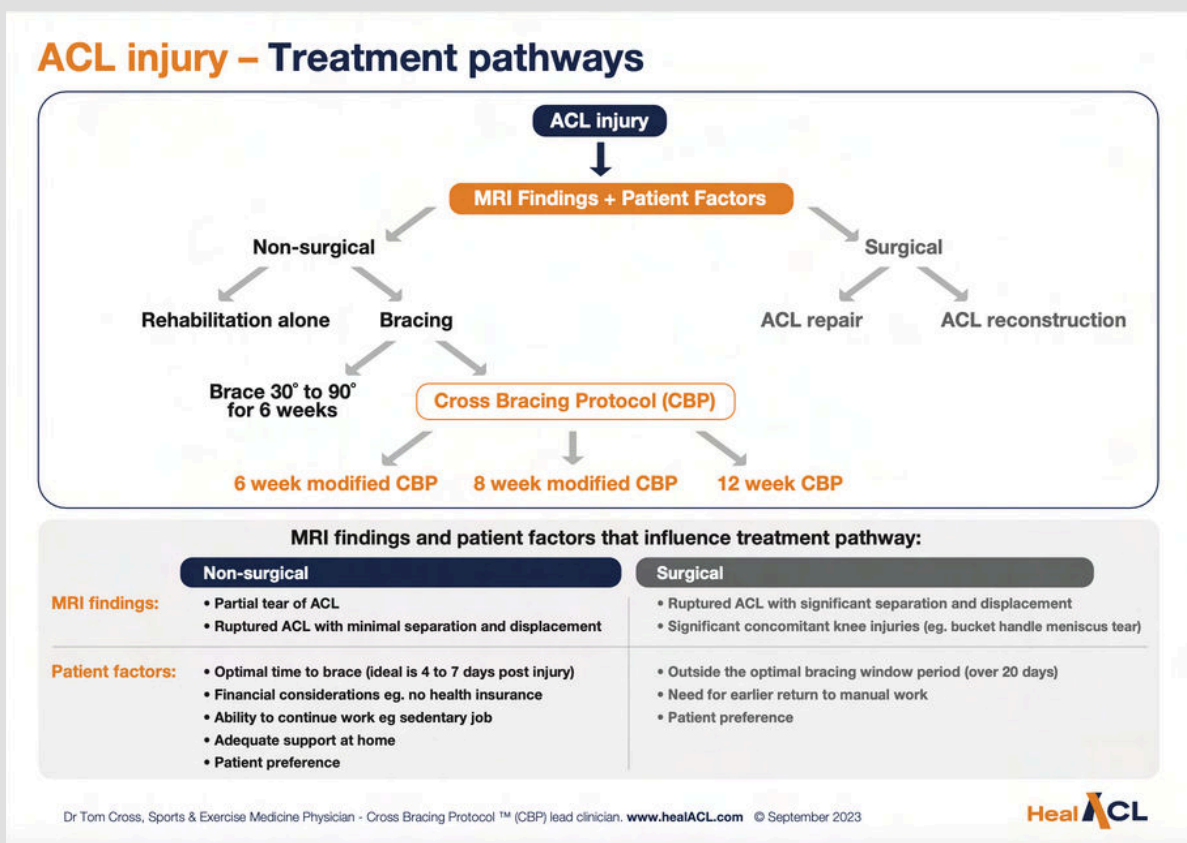 ACL injury – Treatment pathways
ACL injury
MRI Findings + Patient Factors
Non-surgical
Surgical
Rehabilitation alone
Bracing
ACL repair
ACL reconstruction
Brace 30° to 90°
for 6 weeks
Cross Bracing Protocol (CBP)
6 week modified CBP
8 week modified CBP
12 week CBP
MRI findings and patient factors that influence treatment pathway:
Non-surgical
Surgical
MRI findings:
• Partial tear of ACL
• Ruptured ACL with minimal separation and displacement
• Ruptured ACL with significant separation and displacement
• Significant concomitant knee injuries (eg. bucket handle meniscus tear)
Patient factors:
• Optimal time to brace (ideal is 4 to 7 days post injury)
• Financial considerations eg. no health insurance
• Ability to continue work eg sedentary job
• Adequate support at home
• Patient preference
• Outside the optimal bracing window period (over 20 days)
• Need for earlier return to manual work
• Patient preference
Dr Tom Cross, Sports & Exercise Medicine Physician - Cross Bracing Protocol ™ (CBP) lead clinician. www.healACL.com © September 2023
Heal ACL